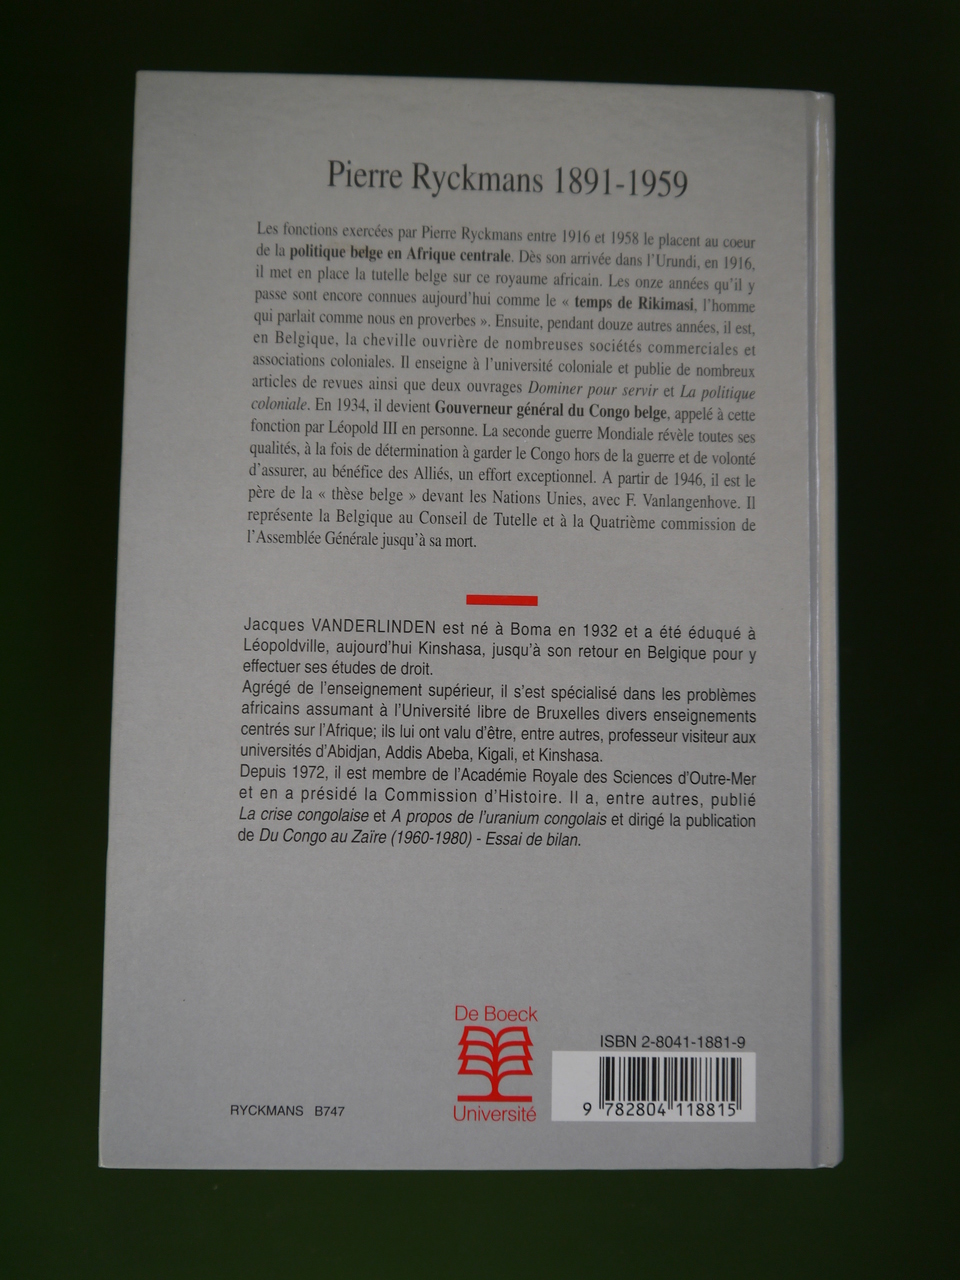 Pierre Ryckmans 1891-1959
Les fonctions exercées par Pierre Ryckmans entre 1916 et 1958 le placent au coeur
de la politique belge en Afrique centrale. Dès son arrivée dans l'Urundi, en 1916,
il met en place la tutelle belge sur ce royaume africain. Les onze années qu'il y
passe sont encore connues aujourd'hui comme le « temps de Rikimasi, l'homme
qui parlait comme nous en proverbes ». Ensuite, pendant douze autres années, il est,
en Belgique, la cheville ouvrière de nombreuses sociétés commerciales et
associations coloniales. Il enseigne à l'université coloniale et publie de nombreux
articles de revues ainsi que deux ouvrages Dominer pour servir et La politique
coloniale. En 1934, il devient Gouverneur général du Congo belge, appelé à cette
fonction par Léopold III en personne. La seconde guerre Mondiale révèle toutes ses
qualités, à la fois de détermination à garder le Congo hors de la guerre et de volonté
d'assurer, au bénéfice des Alliés, un effort exceptionnel. A partir de 1946, il est le
père de la « thèse belge » devant les Nations Unies, avec F. Vanlangenhove. Il
représente la Belgique au Conseil de Tutelle et à la Quatrième commission de
l'Assemblée Générale jusqu'à sa mort.
Jacques VANDERLINDEN est né à Boma en 1932 et a été éduqué à
Léopoldville, aujourd'hui Kinshasa, jusqu'à son retour en Belgique pour y
effectuer ses études de droit.
Agrégé de l'enseignement supérieur, il s'est spécialisé dans les problèmes
africains assumant à l'Université libre de Bruxelles divers enseignements
centrés sur l'Afrique; ils lui ont valu d'être, entre autres, professeur visiteur aux
universités d'Abidjan, Addis Abeba, Kigali, et Kinshasa.
Depuis 1972, il est membre de l'Académie Royale des Sciences d'Outre-Mer
et en a présidé la Commission d'Histoire. Il a, entre autres, publié
La crise congolaise et A propos de l'uranium congolais et dirigé la publication
de Du Congo au Zaïre (1960-1980) - Essai de bilan.
De Boeck
Université
ISBN 2-8041-1881-9
9 782804 118815
RYCKMANS B747